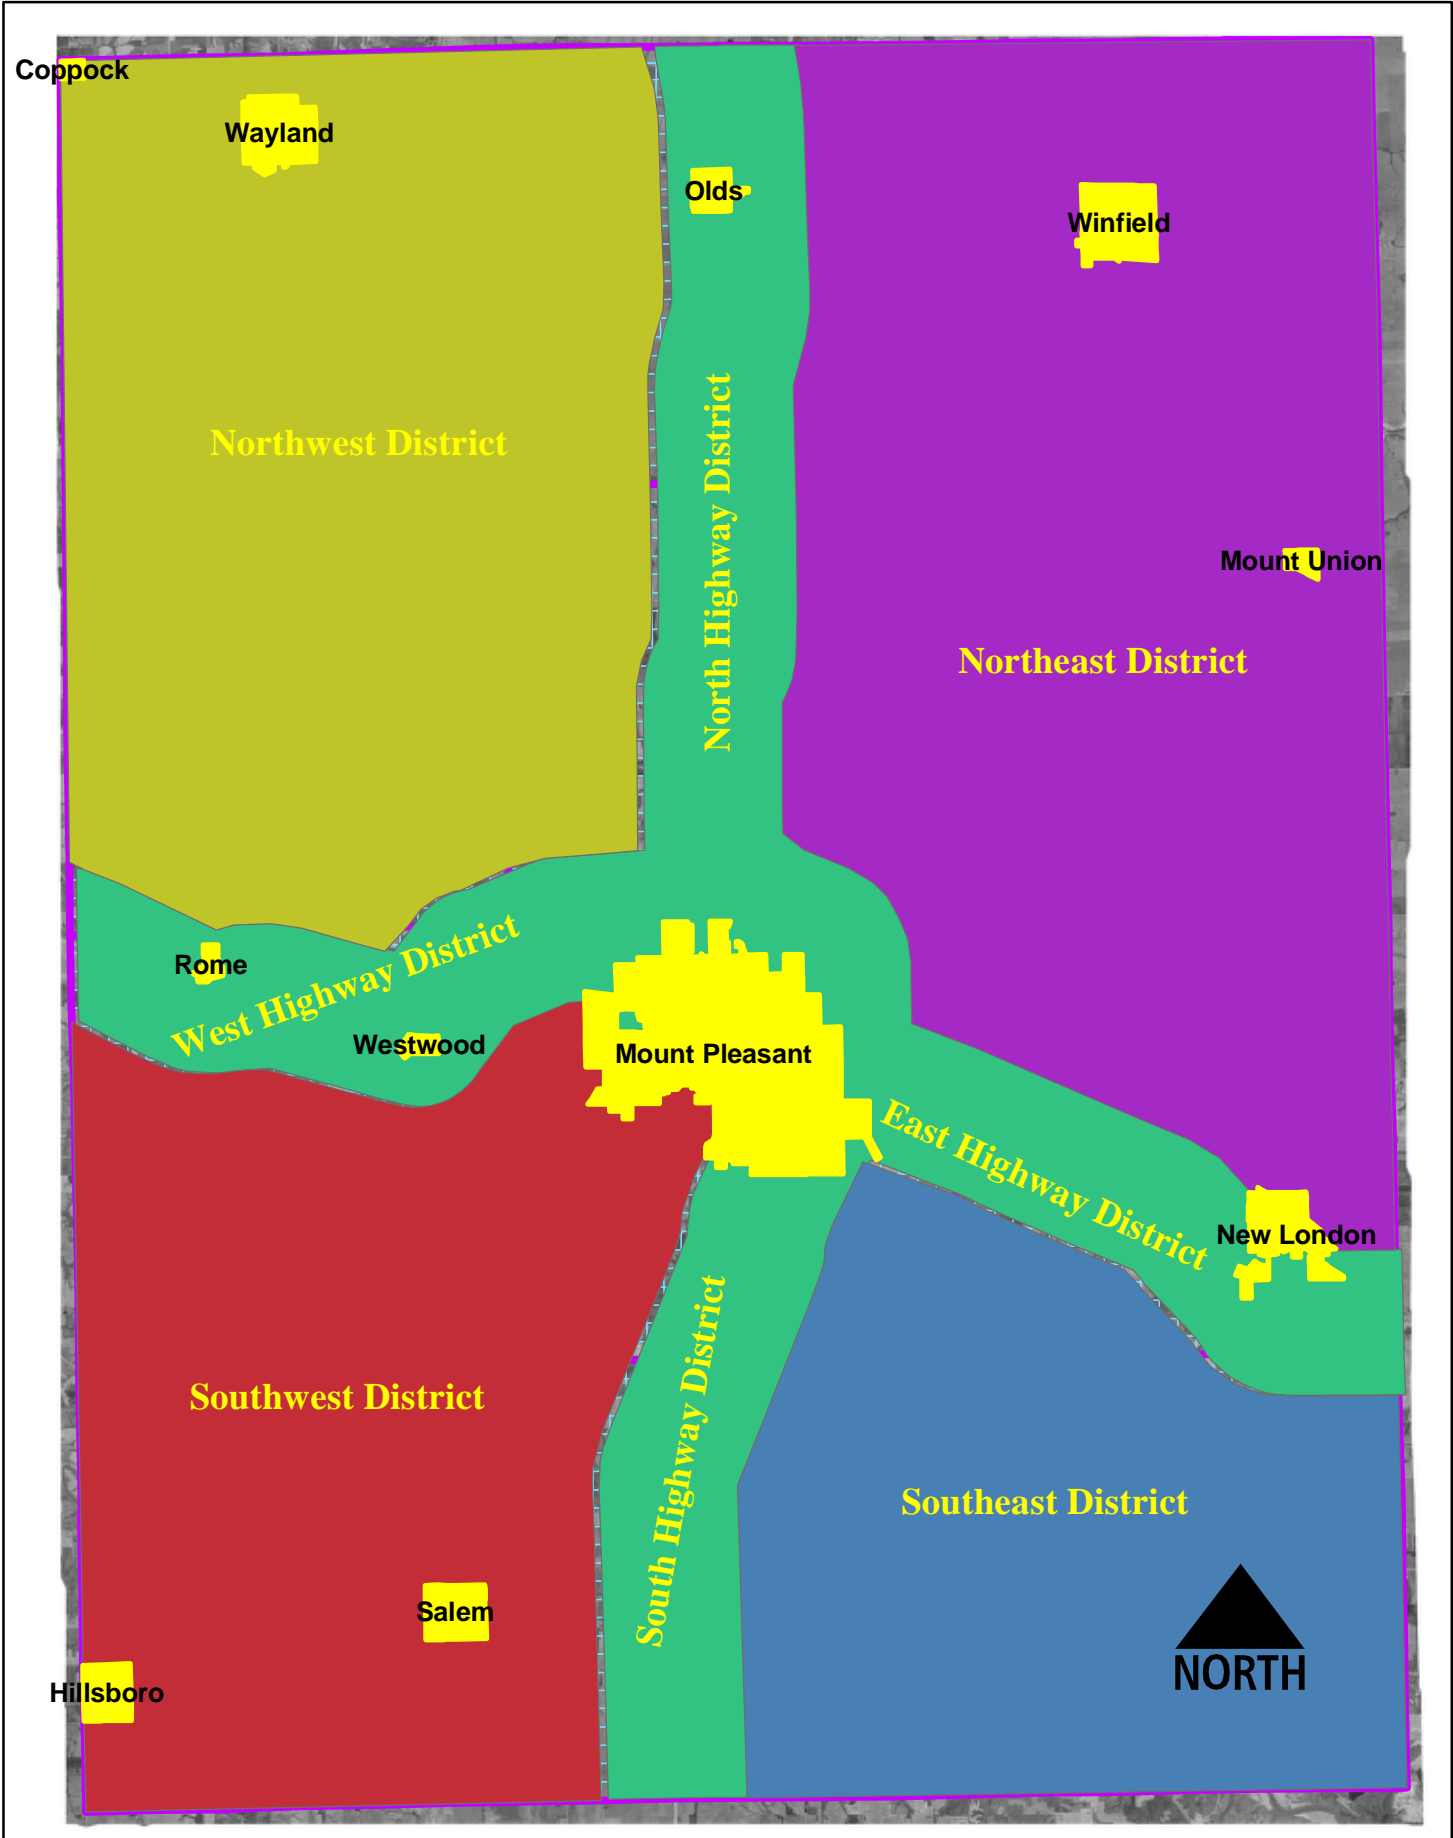 Coppock
Wayland
Olds
Winfield
Northwest District
North Highway District
Mount Union
Northeast District
West Highway District
Rome
Westwood
Mount Pleasant
East Highway District
New London
Southwest District
South Highway District
Southeast District
Salem
Hillsboro
NORTH